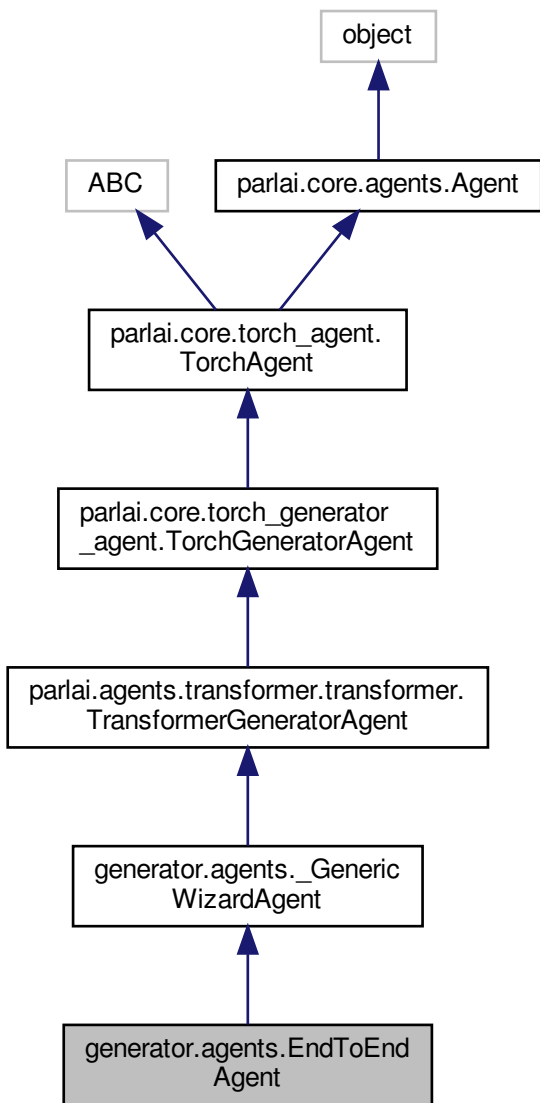 object
ABC
parlai.core.agents.Agent
parlai.core.torch_agent.
TorchAgent
parlai.core.torch_generator
_agent.TorchGeneratorAgent
parlai.agents.transformer.transformer.
TransformerGeneratorAgent
generator.agents._Generic
WizardAgent
generator.agents.EndToEnd
Agent